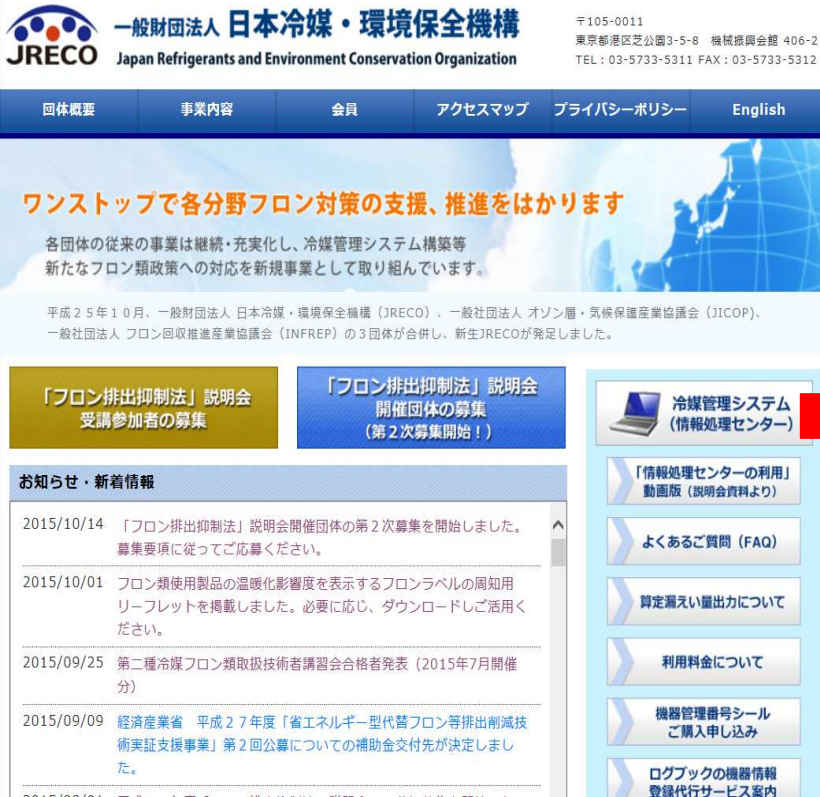 JRECO
一般財団法人 日本冷媒・環境保全機構
Japan Refrigerants and Environment Conservation Organization
〒105-0011
東京都港区芝公園3-5-8 機械振興会館 406-2
TEL：03-5733-5311 FAX：03-5733-5312
団体概要 事業内容 会員 アクセスマップ プライバシーポリシー English
ワンストップで各分野フロン対策の支援、推進をはかります
各団体の従来の事業は継続・充実化し、冷媒管理システム構築等
新たなフロン類政策への対応を新規事業として取り組んでいます。
平成２５年１０月、一般財団法人 日本冷媒・環境保全機構（JRECO）、一般社団法人 オゾン層・気候保護産業協議会（JICOP)、
一般社団法人 フロン回収推進産業協議会（INFREP）の３団体が合併し、新生JRECOが発足しました。
「フロン排出抑制法」説明会
受講参加者の募集
「フロン排出抑制法」説明会
開催団体の募集
（第２次募集開始！）
お知らせ・新着情報
2015/10/14 「フロン排出抑制法」説明会開催団体の第２次募集を開始しました。
募集要項に従ってご応募ください。
2015/10/01 フロン類使用製品の温暖化影響度を表示するフロンラベルの周知用
リーフレットを掲載しました。必要に応じ、ダウンロードしご活用く
ださい。
2015/09/25 第二種冷媒フロン類取扱技術者講習会合格者発表（2015年7月開催
分）
2015/09/09 経済産業省　平成２７年度「省エネルギー型代替フロン等排出削減技
術実証支援事業」第２回公募についての補助金交付先が決定しまし
た。
冷媒管理システム
（情報処理センター）
「情報処理センターの利用」
動画版（説明会資料より）
よくあるご質問（FAQ）
算定漏えい量出力について
利用料金について
機器管理番号シール
ご購入申し込み
ログブックの機器情報
登録代行サービス案内